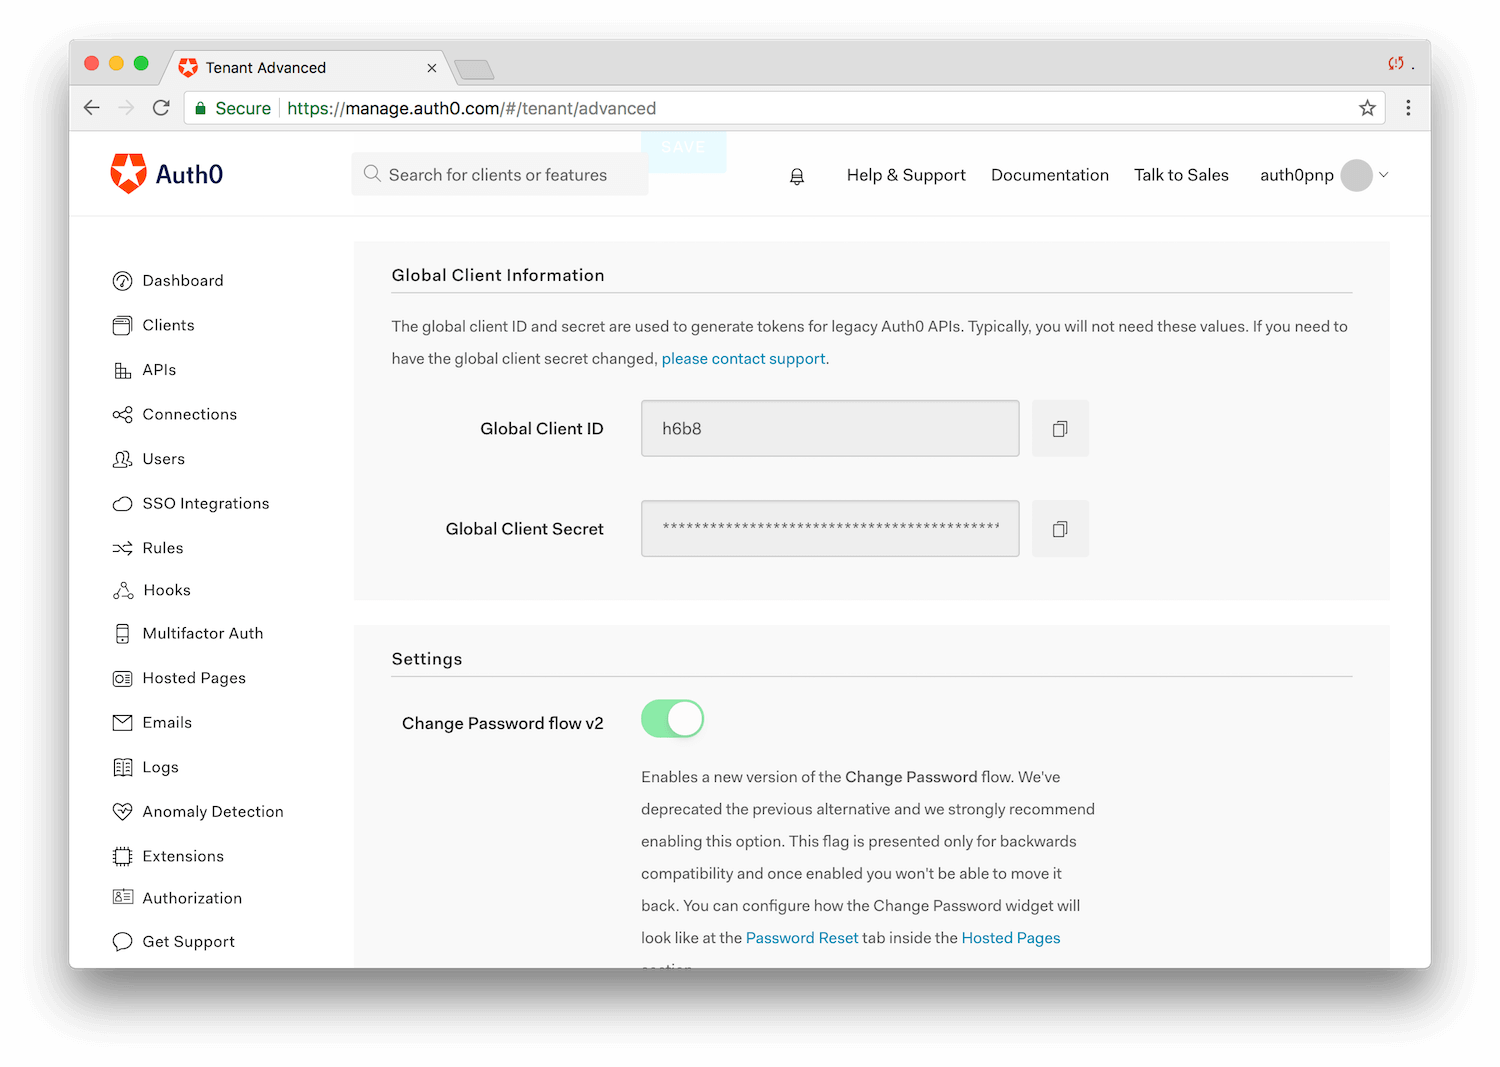 Tenant Advanced
Secure https://manage.auth0.com/#/tenant/advanced
SAVE
Auth0
Search for clients or features
Help & Support
Documentation
Talk to Sales
auth0pnp
Dashboard
Clients
APIs
Connections
Users
SSO Integrations
Rules
Hooks
Multifactor Auth
Hosted Pages
Emails
Logs
Anomaly Detection
Extensions
Authorization
Get Support
Global Client Information
The global client ID and secret are used to generate tokens for legacy Auth0 APIs. Typically, you will not need these values. If you need to
have the global client secret changed, please contact support.
Global Client ID
h6b8
Global Client Secret
*******************************************
Settings
Change Password flow v2
Enables a new version of the Change Password flow. We've
deprecated the previous alternative and we strongly recommend
enabling this option. This flag is presented only for backwards
compatibility and once enabled you won't be able to move it
back. You can configure how the Change Password widget will
look like at the Password Reset tab inside the Hosted Pages